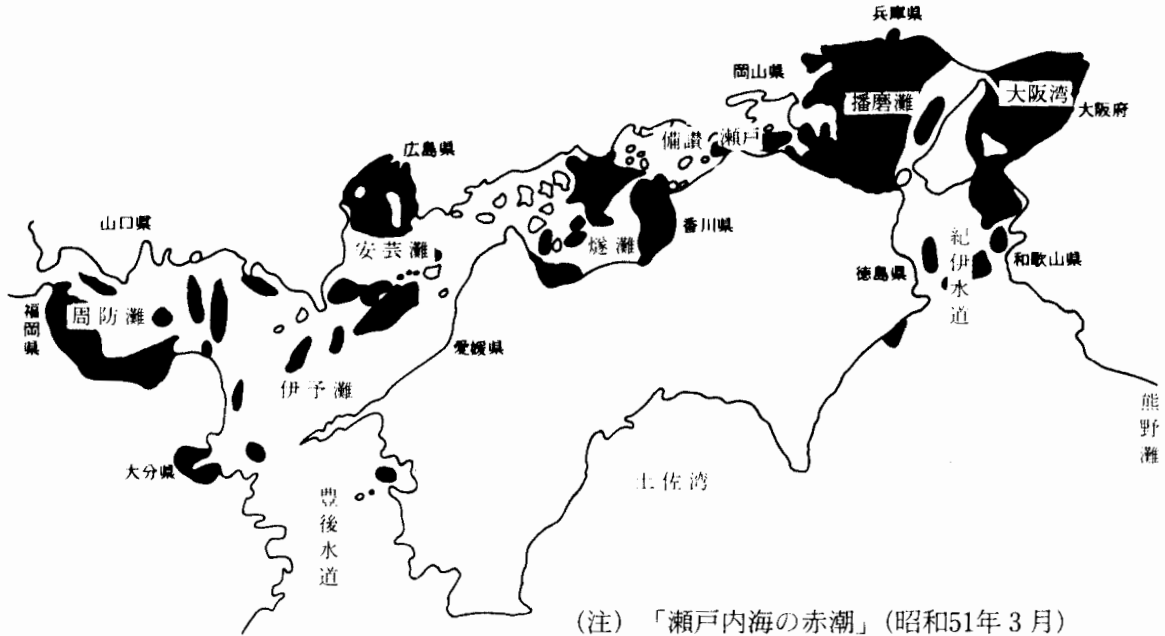 兵庫県
岡山県
播磨灘
大阪湾
大阪府
備讃
瀬戸
広島県
山口県
安芸灘
燧灘
番川県
紀伊水道
徳島県
和歌山県
福岡県
周防灘
愛媛県
伊予灘
熊野灘
大分県
豊後水道
土佐湾
(注) 「瀬戸内海の赤潮」(昭和51年3月)